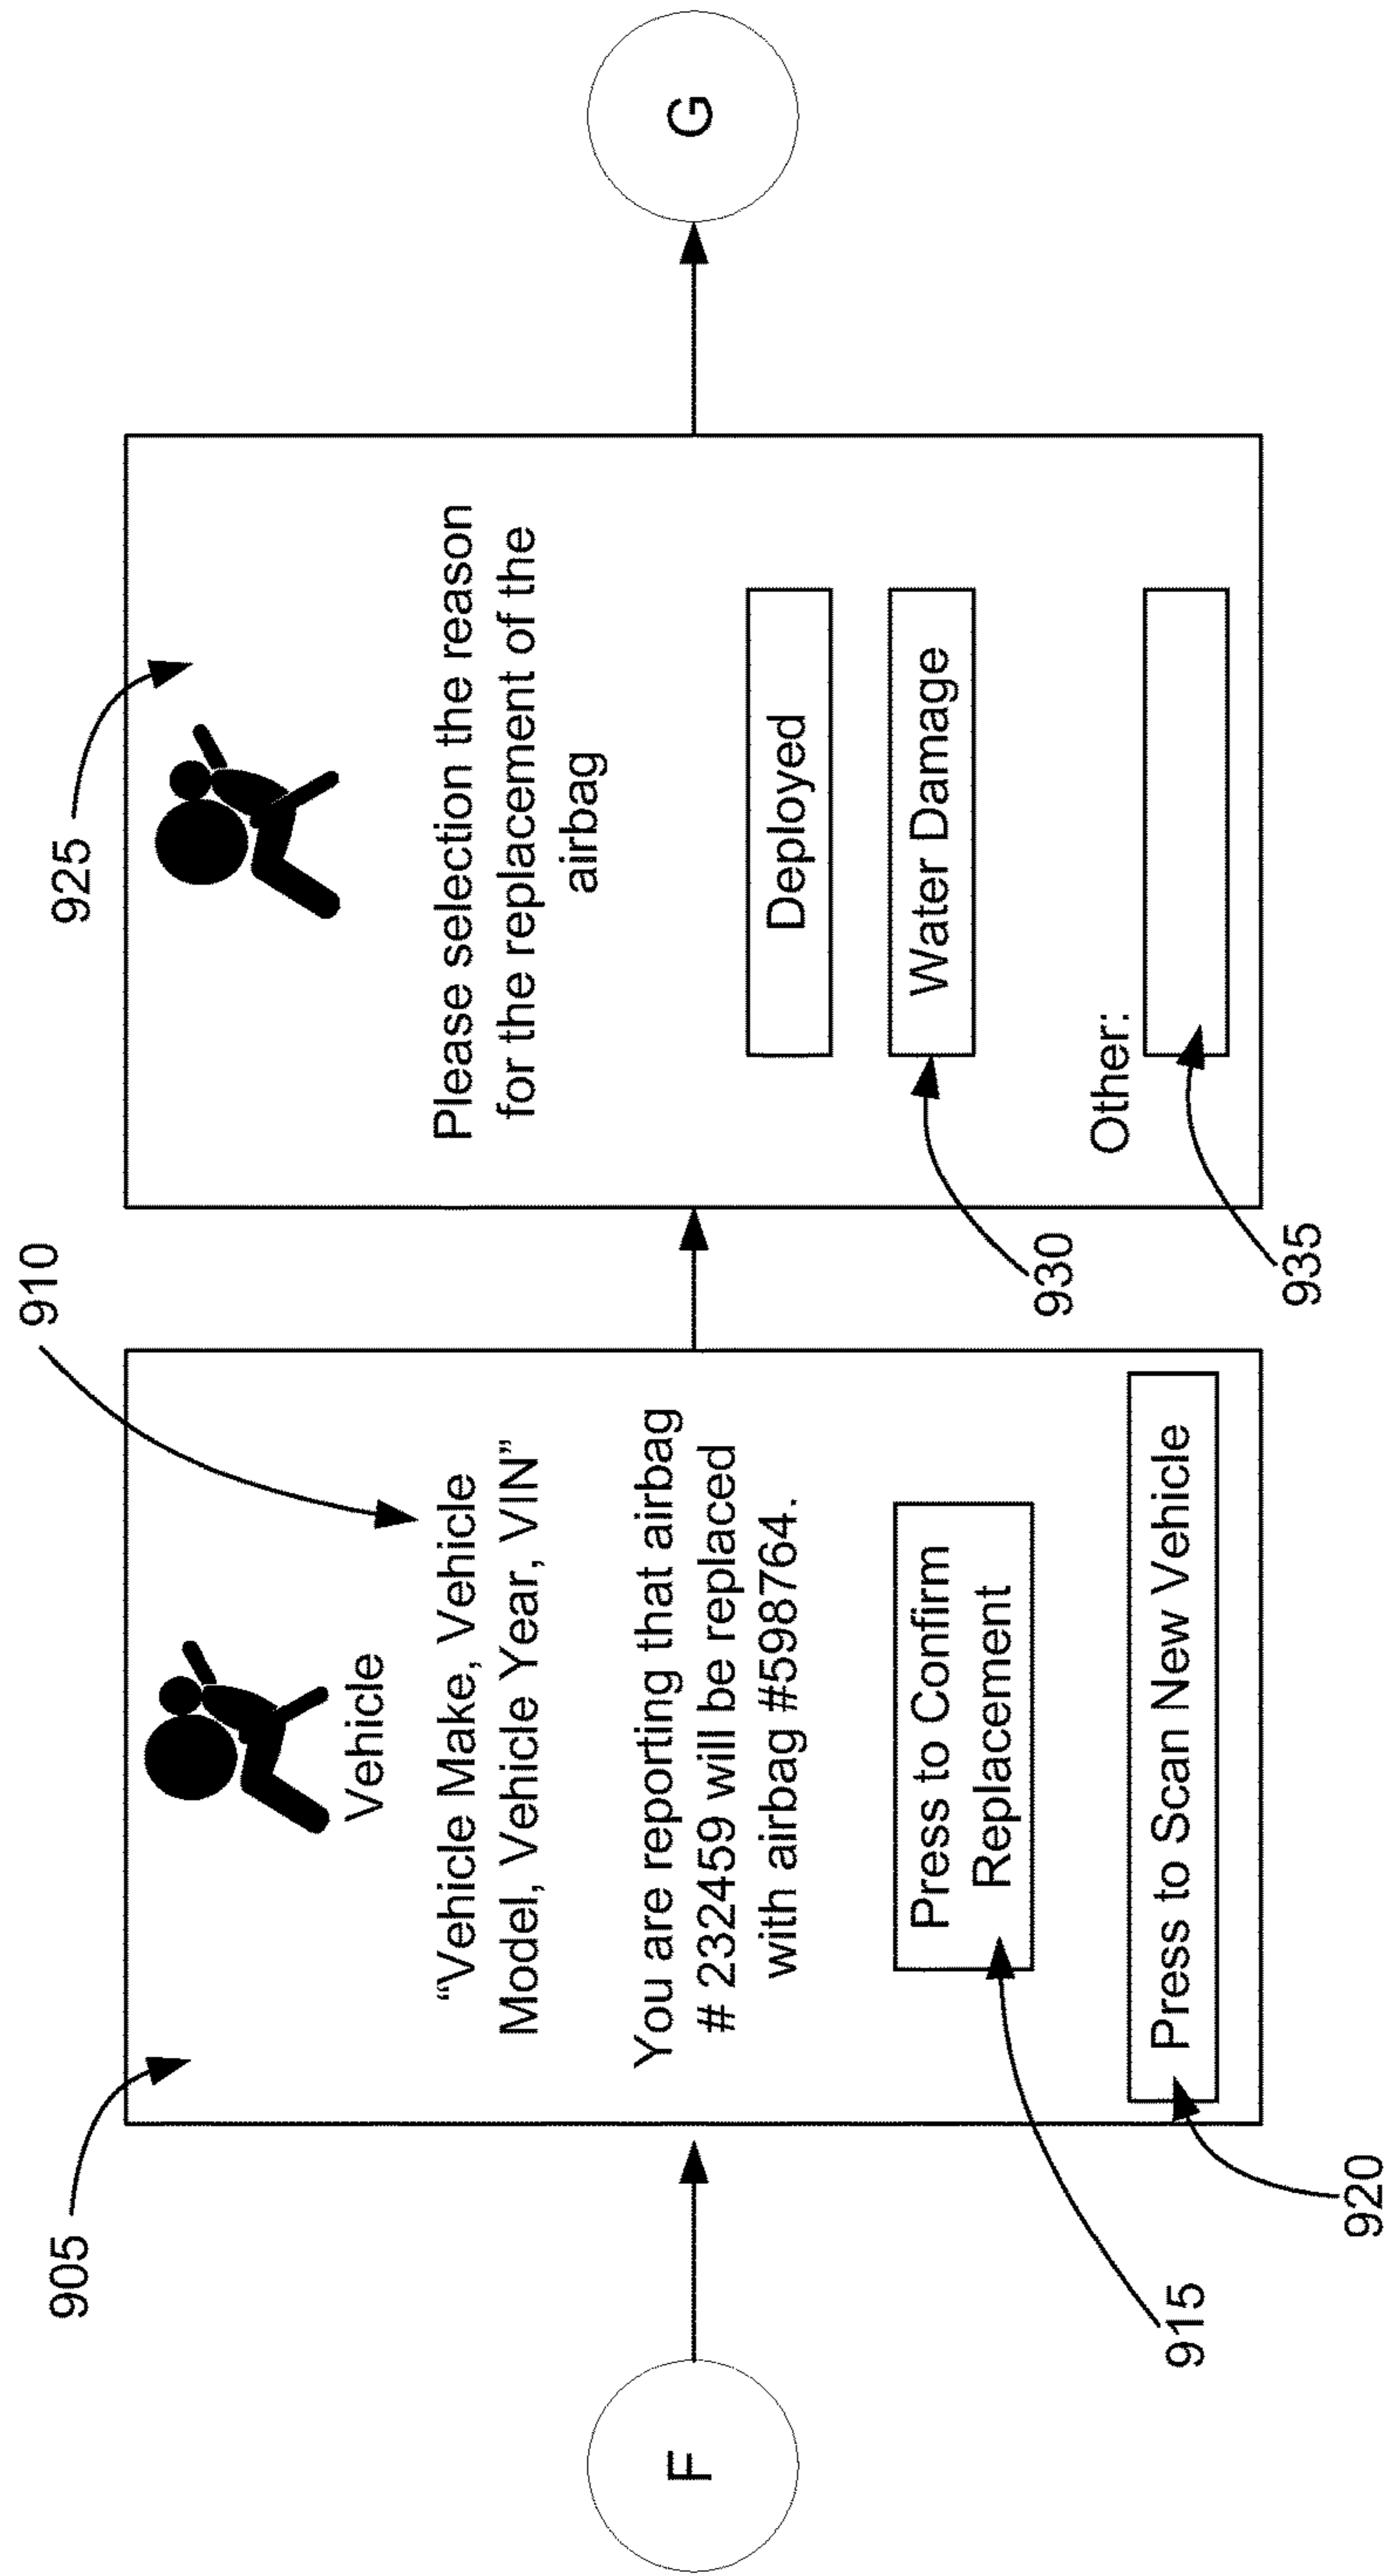 F
905
910
Vehicle
“Vehicle Make, Vehicle
Model, Vehicle Year, VIN”
You are reporting that airbag
# 232459 will be replaced
with airbag #598764.
Press to Confirm
Replacement
Press to Scan New Vehicle
915
920
925
Please selection the reason
for the replacement of the
airbag
Deployed
Water Damage
Other:
930
935
G